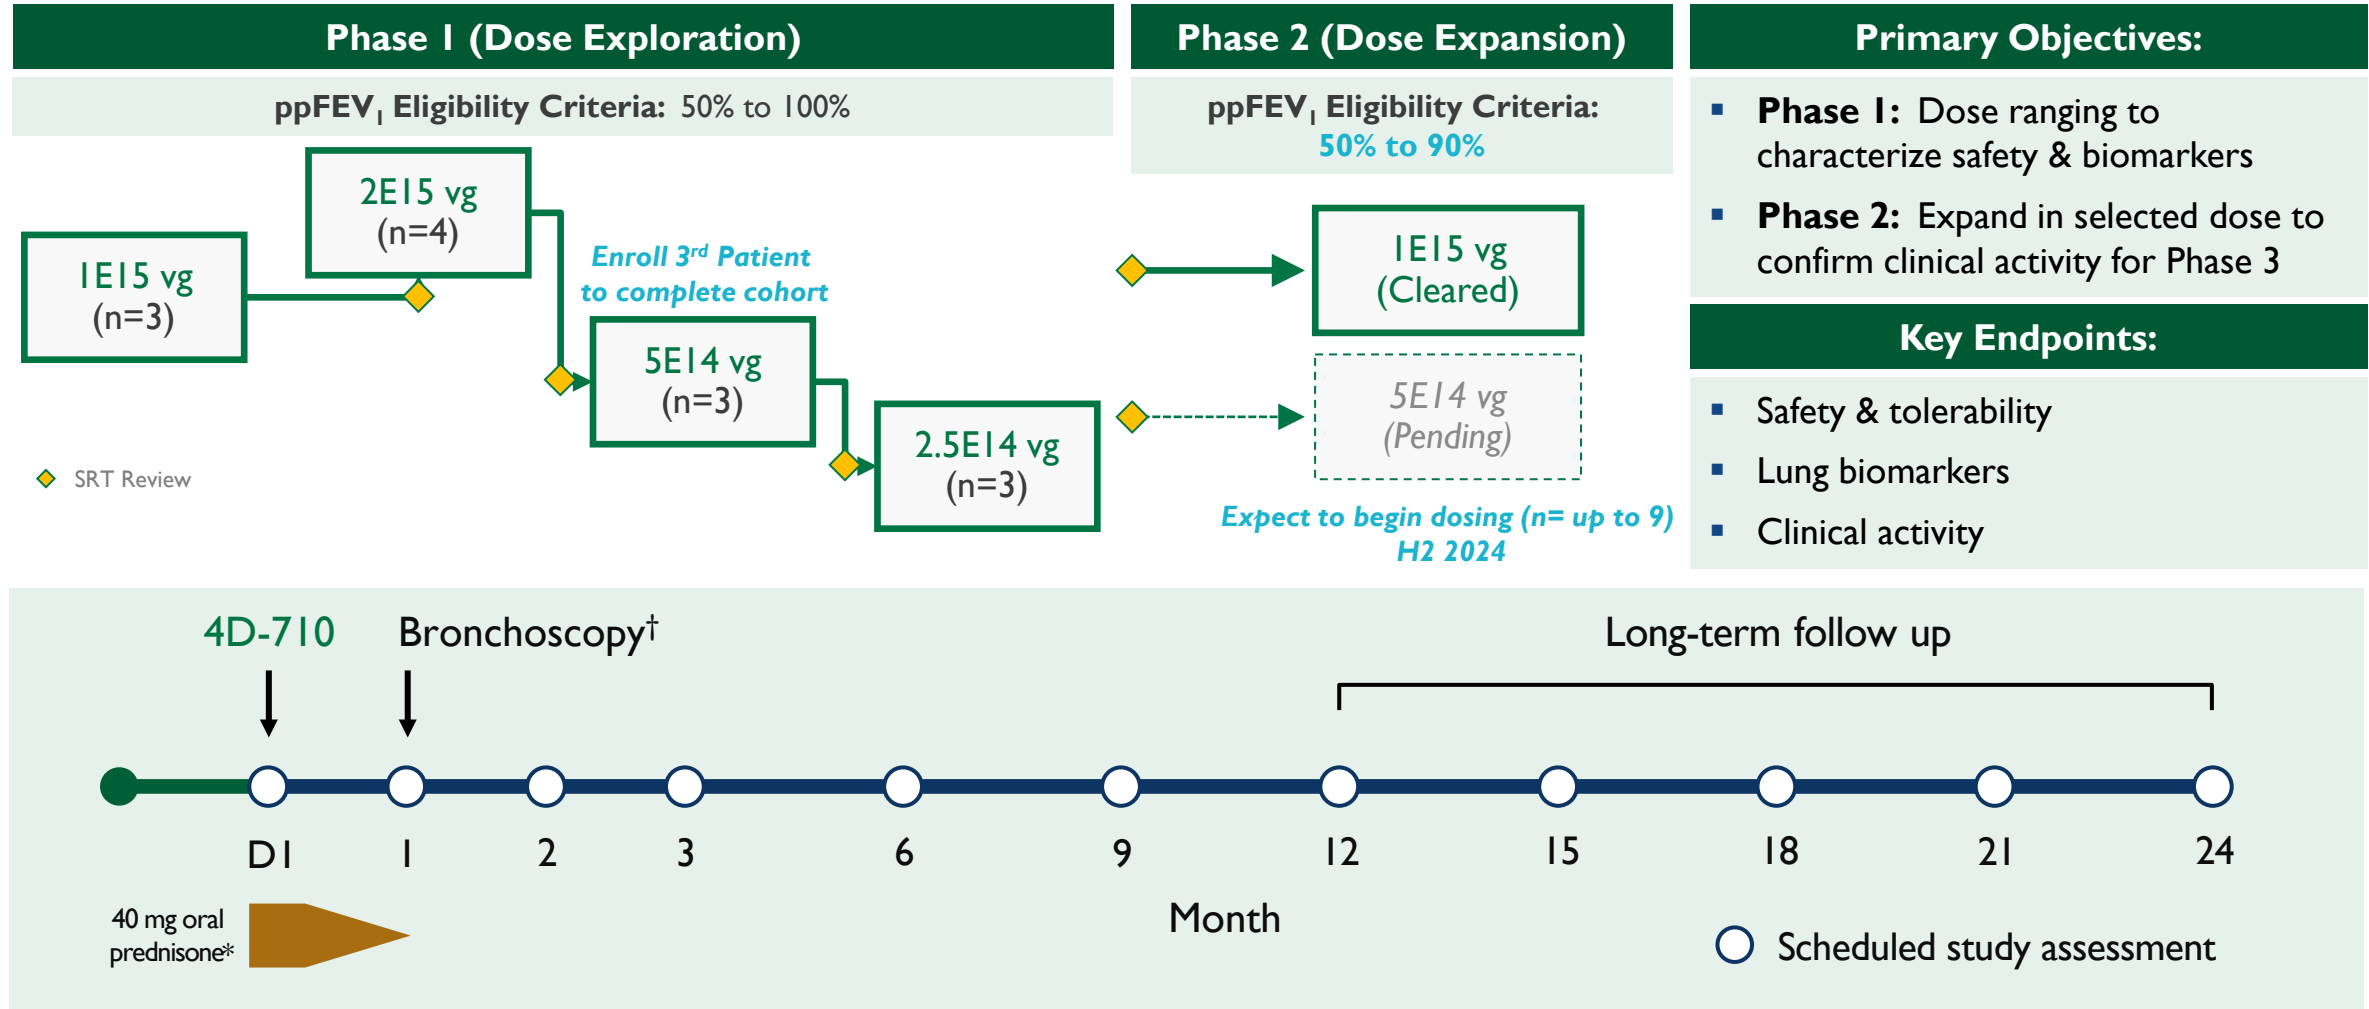 Phase 1 (Dose Exploration)
ppFEV1 Eligibility Criteria: 50% to 100%
1E15 vg
(n=3)
2E15 vg
(n=4)
Enroll 3rd Patient
to complete cohort
5E14 vg
(n=3)
2.5E14 vg
(n=3)
SRT Review
Phase 2 (Dose Expansion)
ppFEV1 Eligibility Criteria:
50% to 90%
1E15 vg
(Cleared)
5E14 vg
(Pending)
Expect to begin dosing (n= up to 9)
H2 2024
Primary Objectives:
▪ Phase 1: Dose ranging to
characterize safety & biomarkers
▪ Phase 2: Expand in selected dose to
confirm clinical activity for Phase 3
Key Endpoints:
▪ Safety & tolerability
▪ Lung biomarkers
▪ Clinical activity
4D-710
Bronchoscopy†
Long-term follow up
D1 1 2 3 6 9 12 15 18 21 24
Month
40 mg oral
prednisone*
Scheduled study assessment